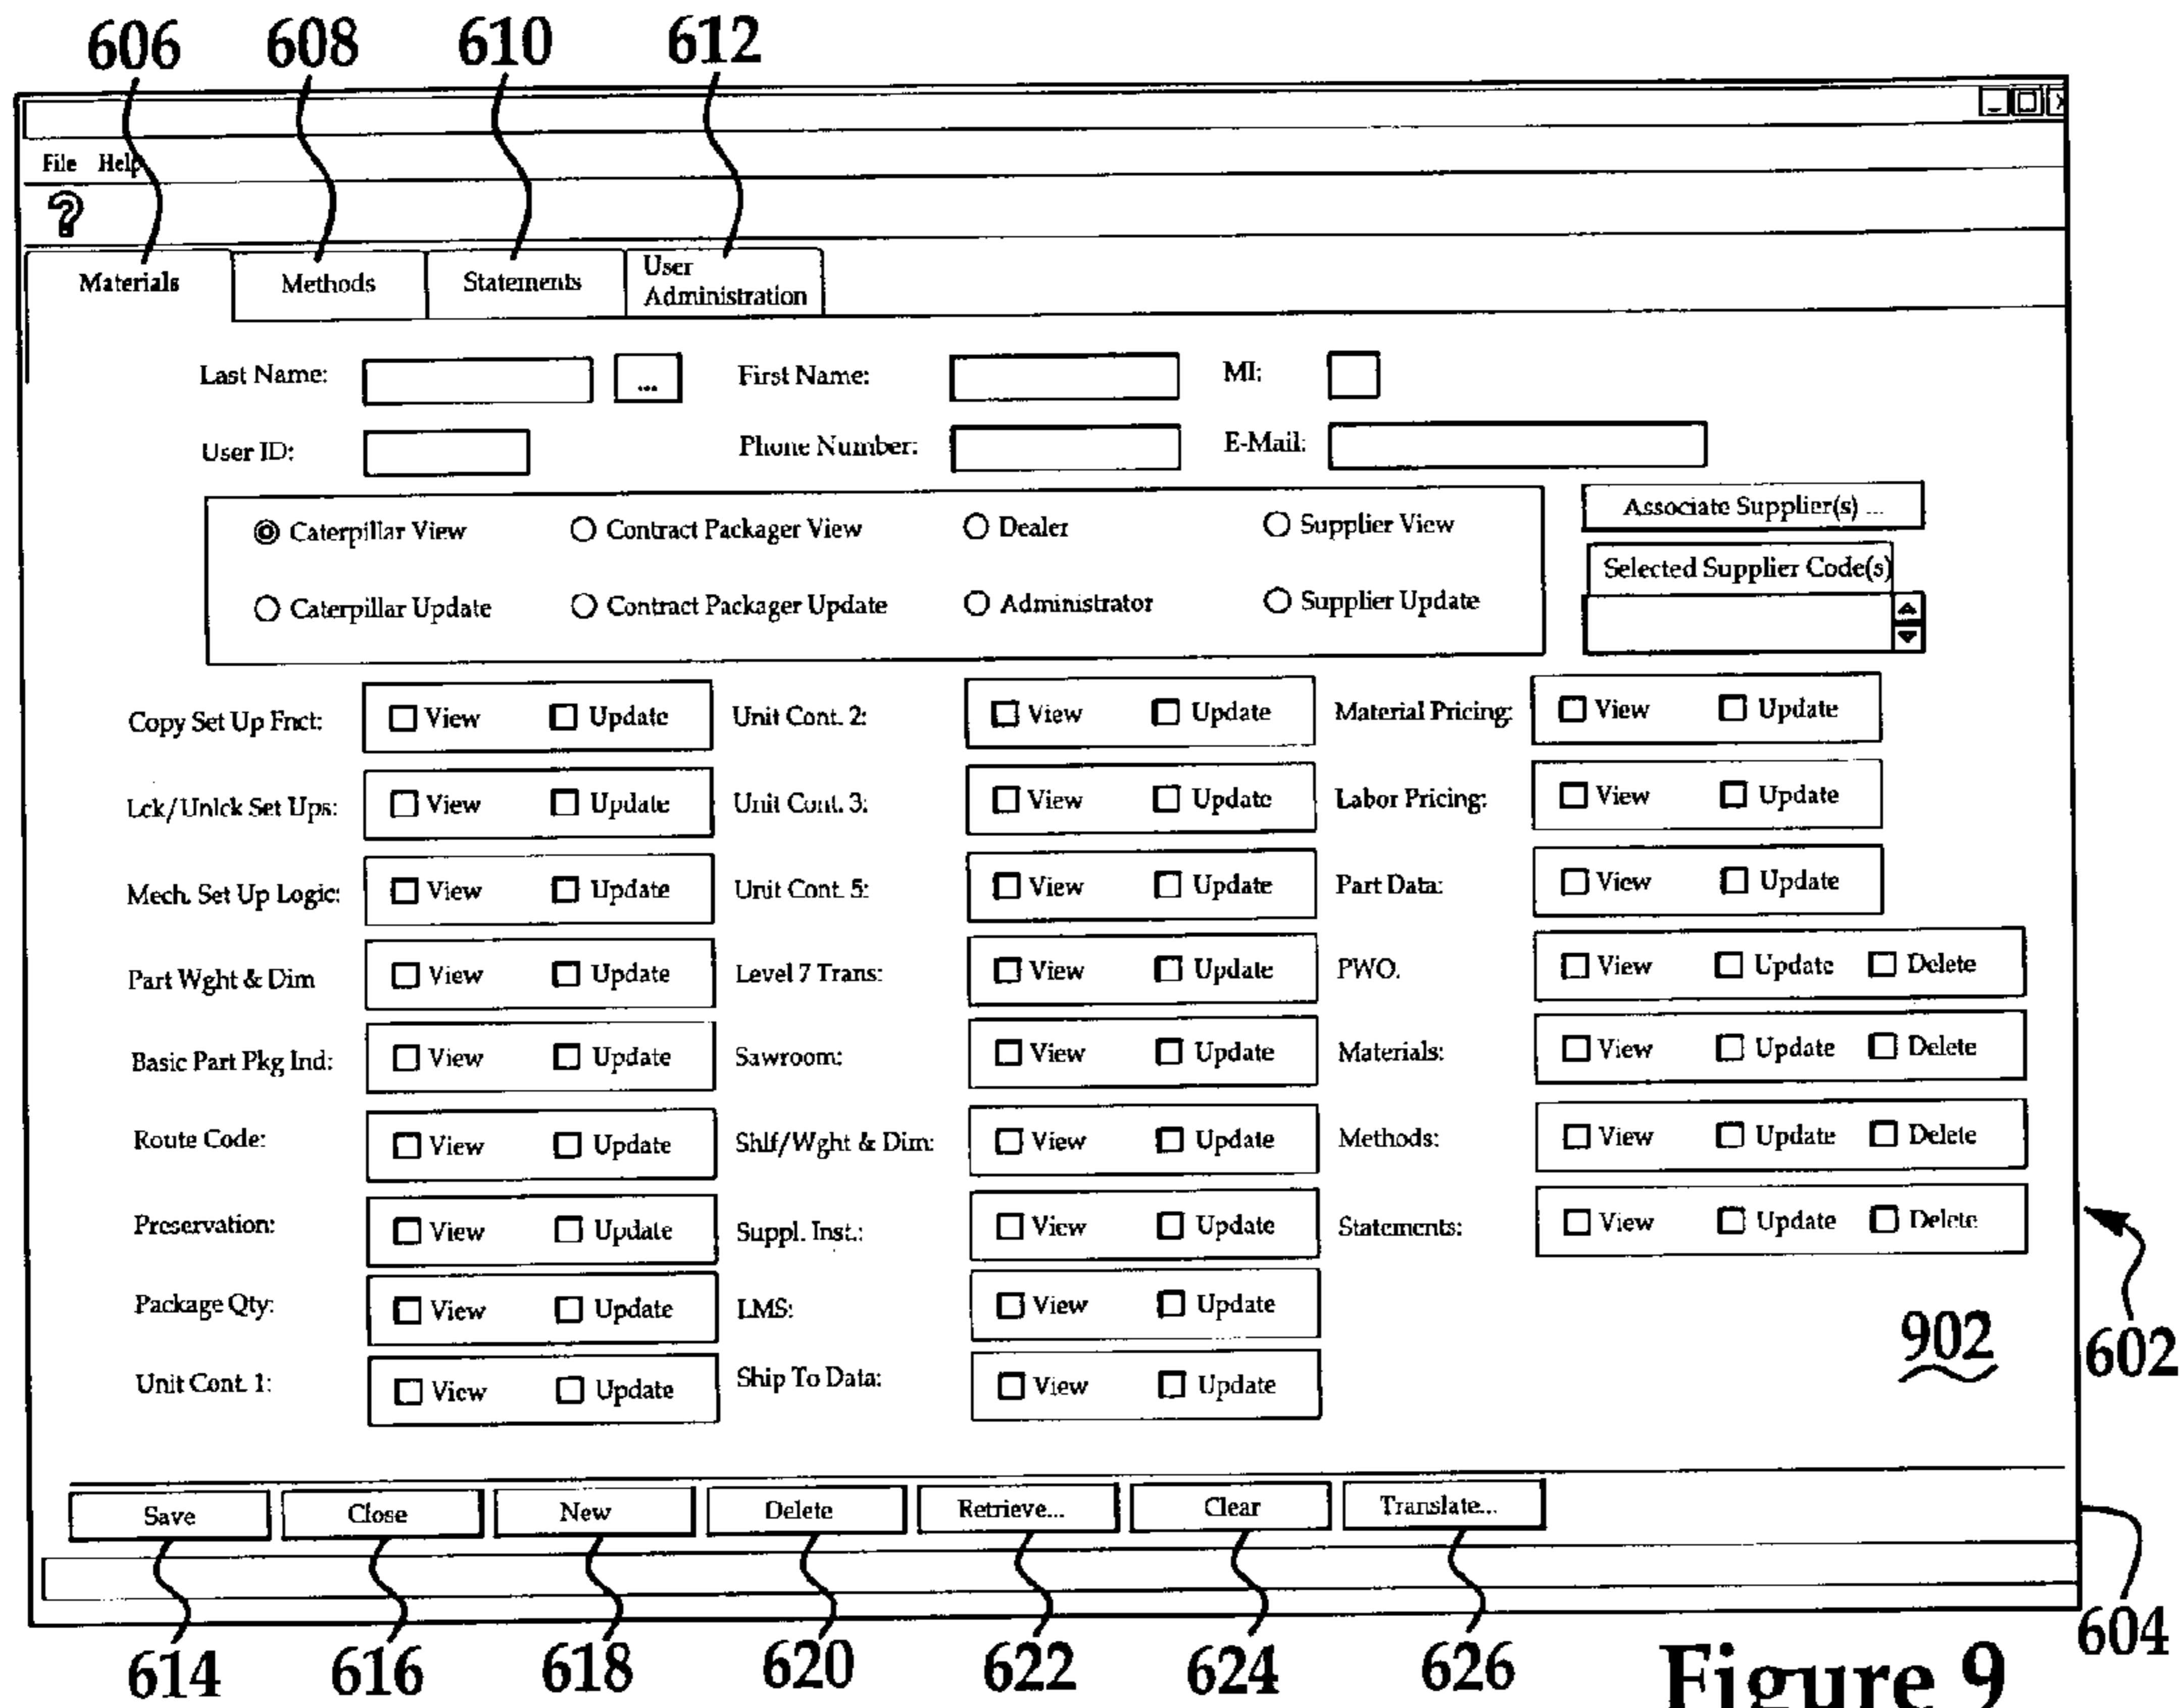 606 608 610 612
File Help
?
Materials Methods Statements User Administration
Last Name: ... First Name: MI:
User ID: Phone Number: E-Mail:
Caterpillar View Contract Packager View Dealer Supplier View Associate Supplier(s) ...
Selected Supplier Code(s)
Caterpillar Update Contract Packager Update Administrator Supplier Update
Copy Set Up Fnct: View Update Unit Cont. 2: View Update Material Pricing: View Update
Lck/Unlck Set Ups: View Update Unit Cont. 3: View Update Labor Pricing: View Update
Mech. Set Up Logic: View Update Unit Cont. 5: View Update Part Data: View Update
Part Wght & Dim View Update Level 7 Trans: View Update PWO. View Update Delete
Basic Part Pkg Ind: View Update Sawroom: View Update Materials: View Update Delete
Route Code: View Update Shlf/Wght & Dim: View Update Methods: View Update Delete
Preservation: View Update Suppl. Inst.: View Update Statements: View Update Delete
Package Qty: View Update LMS: View Update
902 602
Unit Cont. 1: View Update Ship To Data: View Update
Save Close New Delete Retrieve... Clear Translate...
604
614 616 618 620 622 624 626
Figure 9